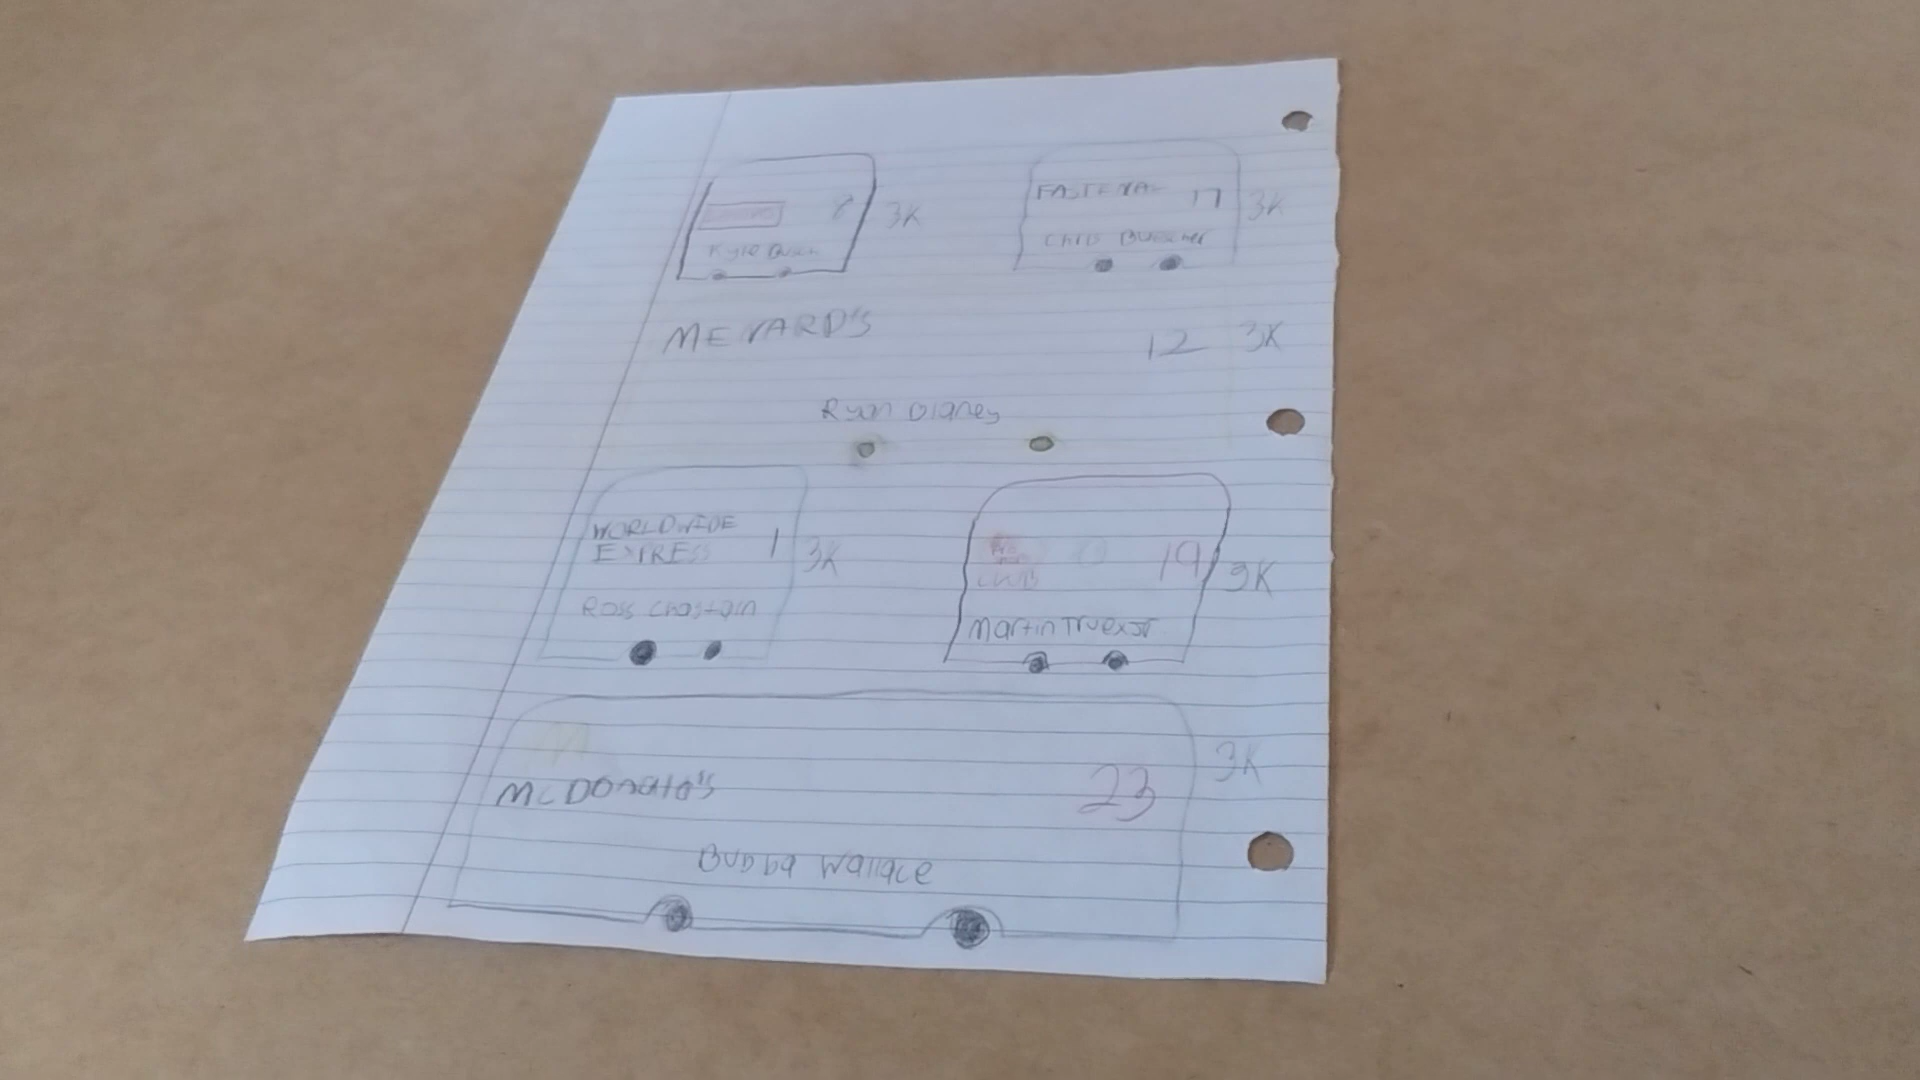 8
3K
Kyle Busch
FASTENAL 17
3K
Chris Buescher
MENARD'S
12 3K
Ryan Blaney
WORLDWIDE
EXPRESS
1
3K
Ross Chastain
CLUB
19
3K
Martin Truex Jr
McDonald's
23
3K
Bubba Wallace